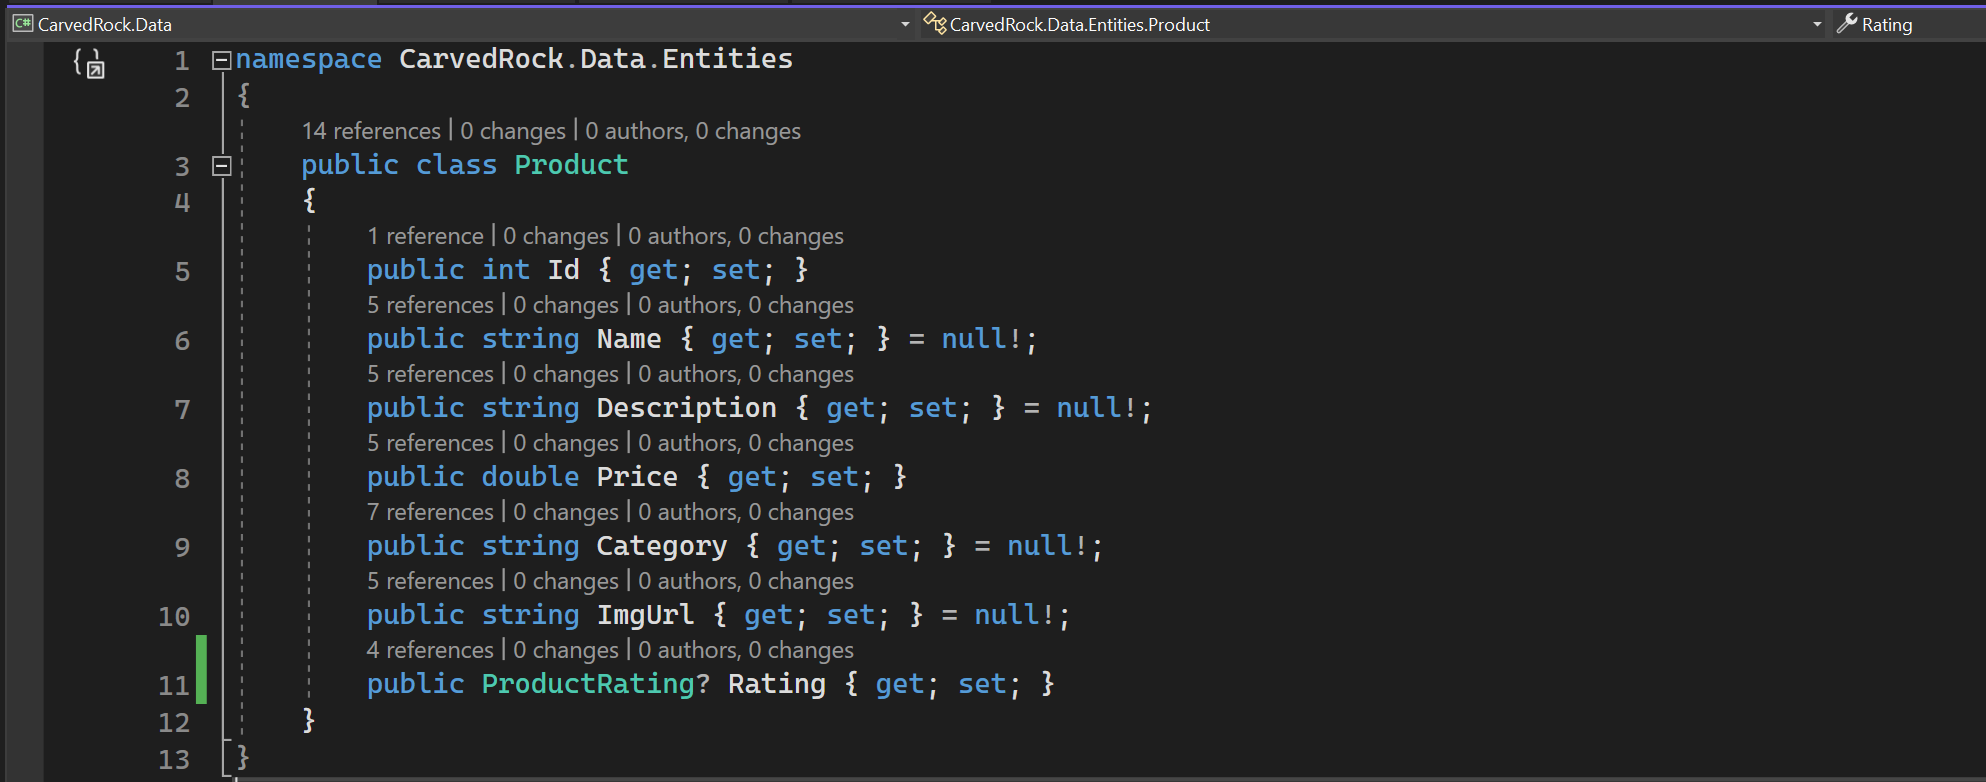 C# CarvedRock.Data CarvedRock.Data.Entities.Product Rating
1 namespace CarvedRock.Data.Entities
2 {
14 references | 0 changes | 0 authors, 0 changes
3 public class Product
4 {
1 reference | 0 changes | 0 authors, 0 changes
5 public int Id { get; set; }
5 references | 0 changes | 0 authors, 0 changes
6 public string Name { get; set; } = null!;
5 references | 0 changes | 0 authors, 0 changes
7 public string Description { get; set; } = null!;
5 references | 0 changes | 0 authors, 0 changes
8 public double Price { get; set; }
7 references | 0 changes | 0 authors, 0 changes
9 public string Category { get; set; } = null!;
5 references | 0 changes | 0 authors, 0 changes
10 public string ImgUrl { get; set; } = null!;
4 references | 0 changes | 0 authors, 0 changes
11 public ProductRating? Rating { get; set; }
12 }
13 }